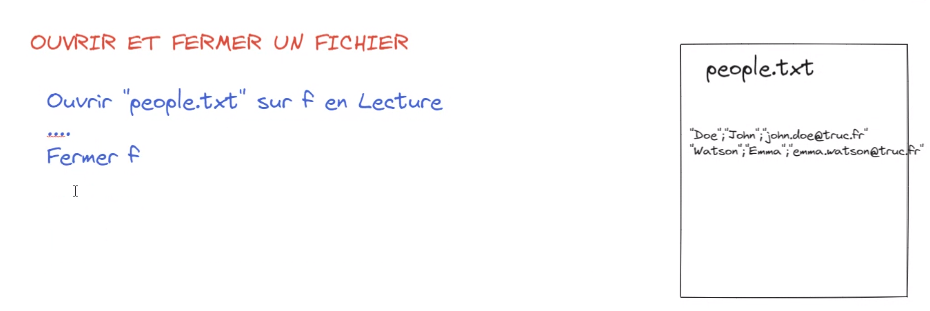 OUVRIR ET FERMER UN FICHIER
Ouvrir "people.txt" sur f en Lecture
....
Fermer f
people.txt
"Doe";"John";"john.doe@truc.fr"
"Watson";"Emma";"emma.watson@truc.fr"